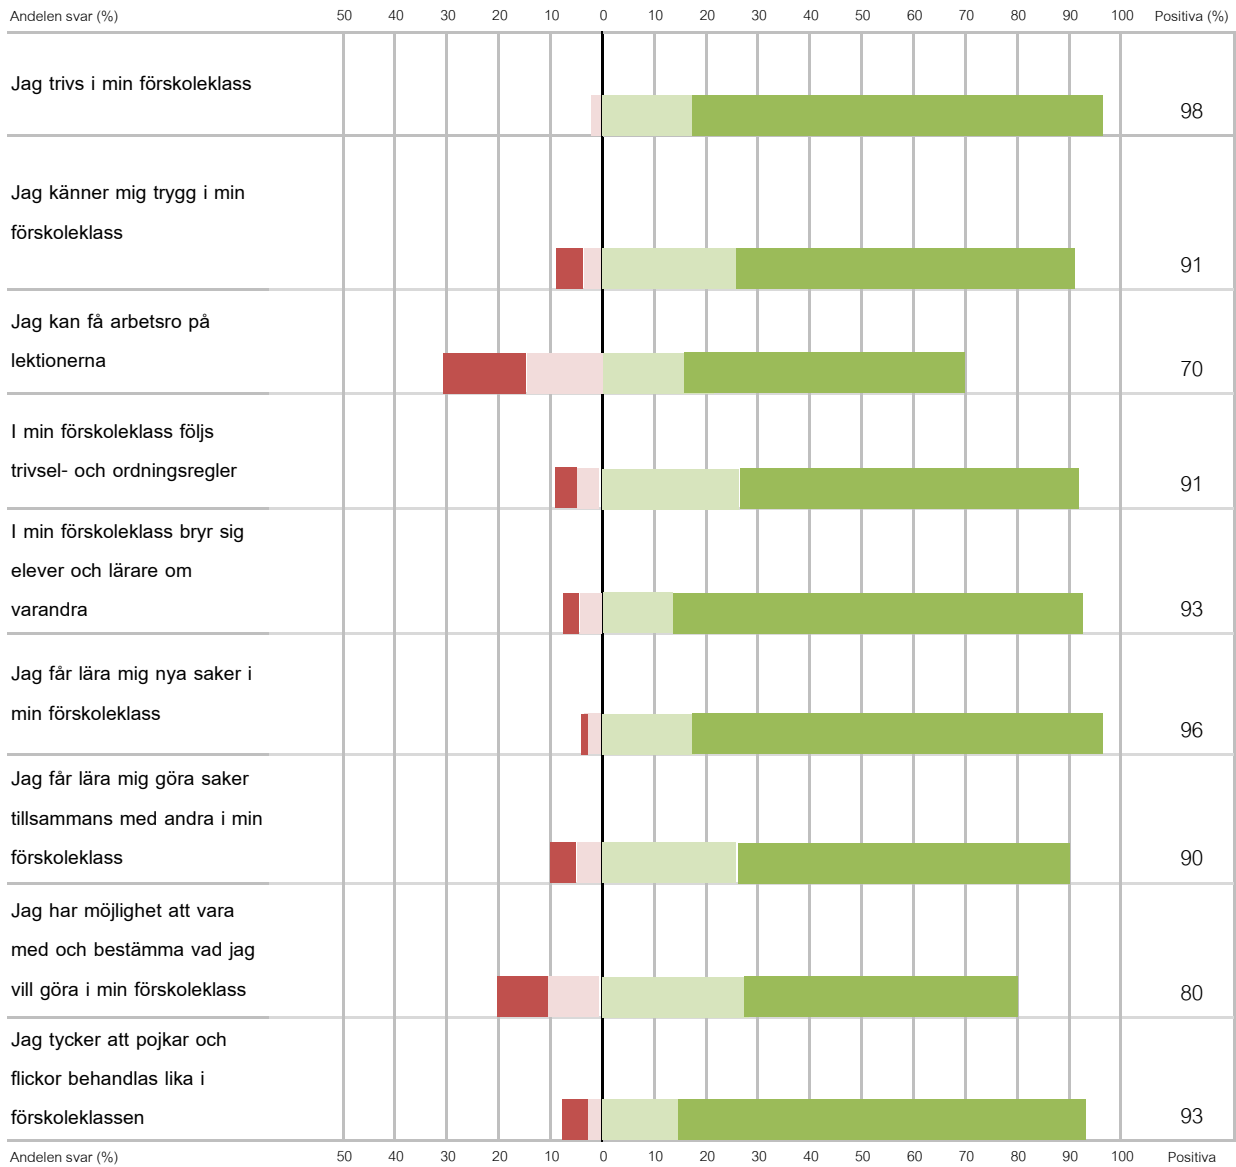 Andelen svar (%) 50 40 30 20 10 0 10 20 30 40 50 60 70 80 90 100 Positiva (%)
Jag trivs i min förskoleklass
98
Jag känner mig trygg i min
förskoleklass
91
Jag kan få arbetsro på
lektionerna
70
I min förskoleklass följs
trivsel- och ordningsregler
91
I min förskoleklass bryr sig
elever och lärare om
varandra
93
Jag får lära mig nya saker i
min förskoleklass
96
Jag får lära mig göra saker
tillsammans med andra i min
förskoleklass
90
Jag har möjlighet att vara
med och bestämma vad jag
vill göra i min förskoleklass
80
Jag tycker att pojkar och
flickor behandlas lika i
förskoleklassen
93
Andelen svar (%) 50 40 30 20 10 0 10 20 30 40 50 60 70 80 90 100 Positiva